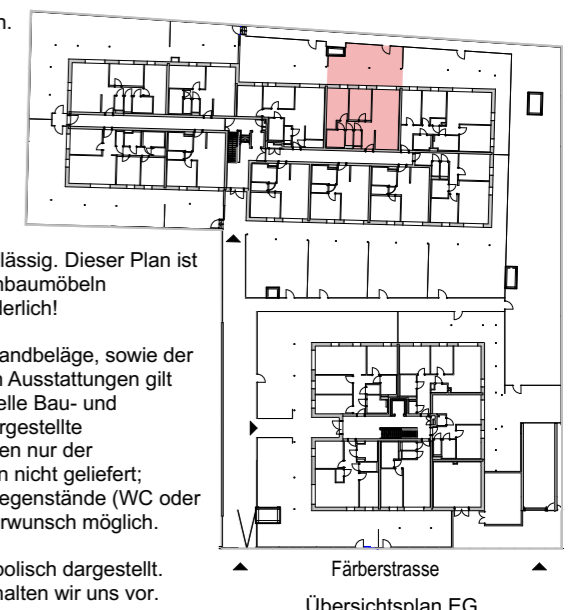 n.
lässig. Dieser Plan ist
nbaumöbeln
derlich!
andbeläge, sowie der
n Ausstattungen gilt
elle Bau- und
rgestellte
en nur der
n nicht geliefert;
egenstände (WC oder
erwunsch möglich.
bolisch dargestellt.
halten wir uns vor.
Färberstrasse
Übersichtsplan EG